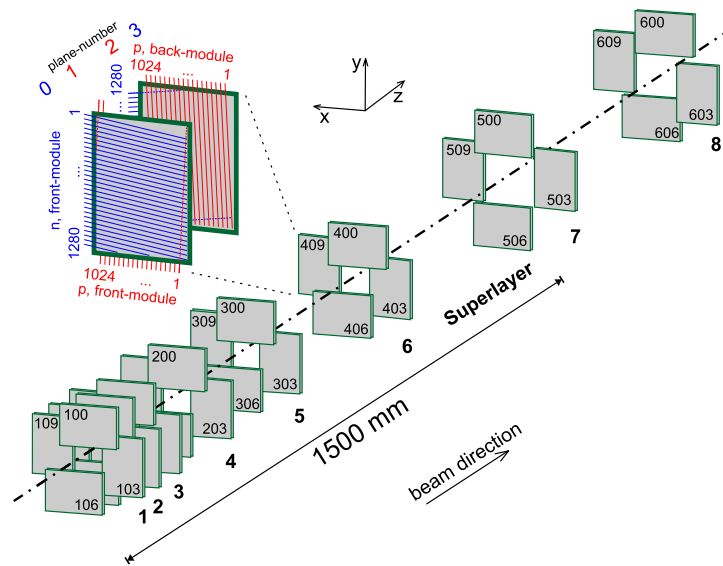 plane-number
0 1 2 3
p, back-module
1024 ... 1
1280
...
1
n, front-module
...
1280
1024 ... 1
p, front-module
y
x
z
600
609
603
606
8
500
509
503
506
7
400
409
403
406
6
Superlayer
300
309
303
306
5
200
203
4
100
109
103
106
1
2
3
1500 mm
beam direction